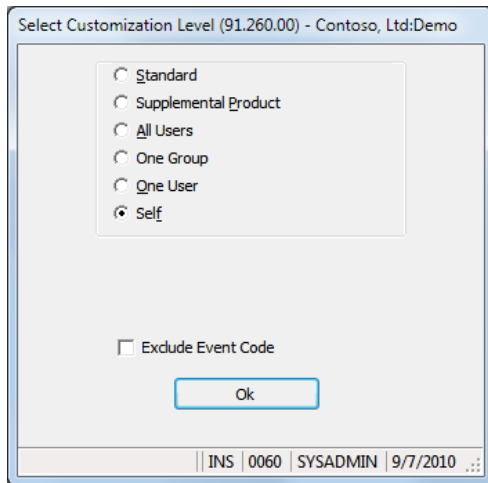 Select Customization Level (91.260.00) - Contoso, Ltd:Demo
Standard
Supplemental Product
All Users
One Group
One User
Self
Exclude Event Code
Ok
INS 0060 SYSADMIN 9/7/2010